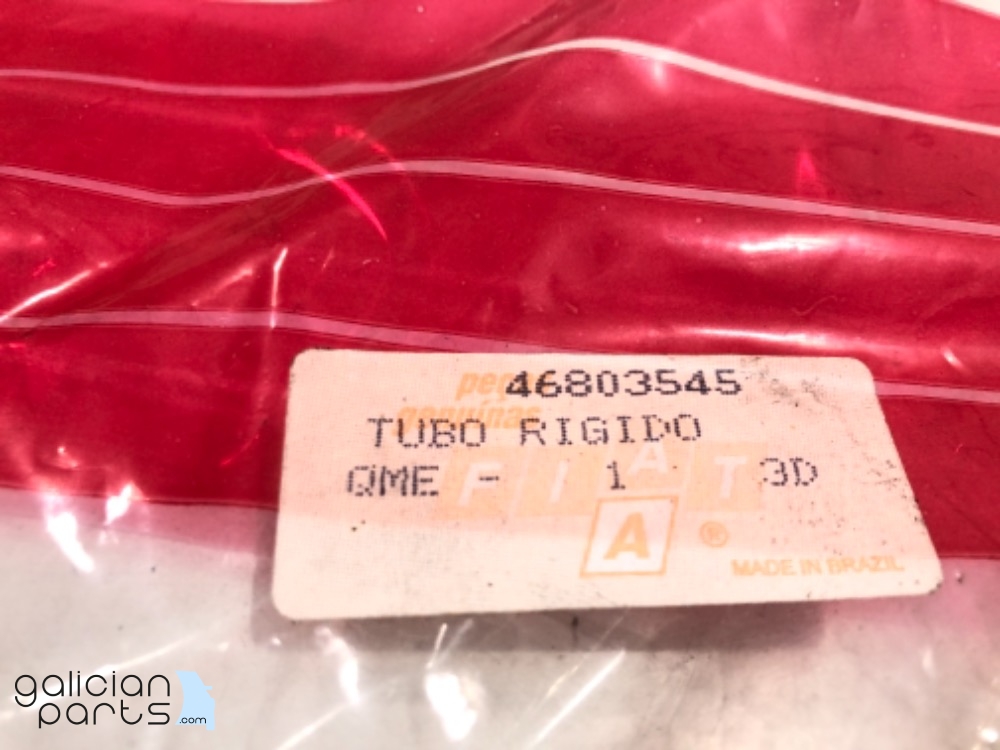 peças 46803545
genuínas
TUBO RIGIDO
QME - 1 3D
FIAT
A ®
MADE IN BRAZIL
galician
parts.com